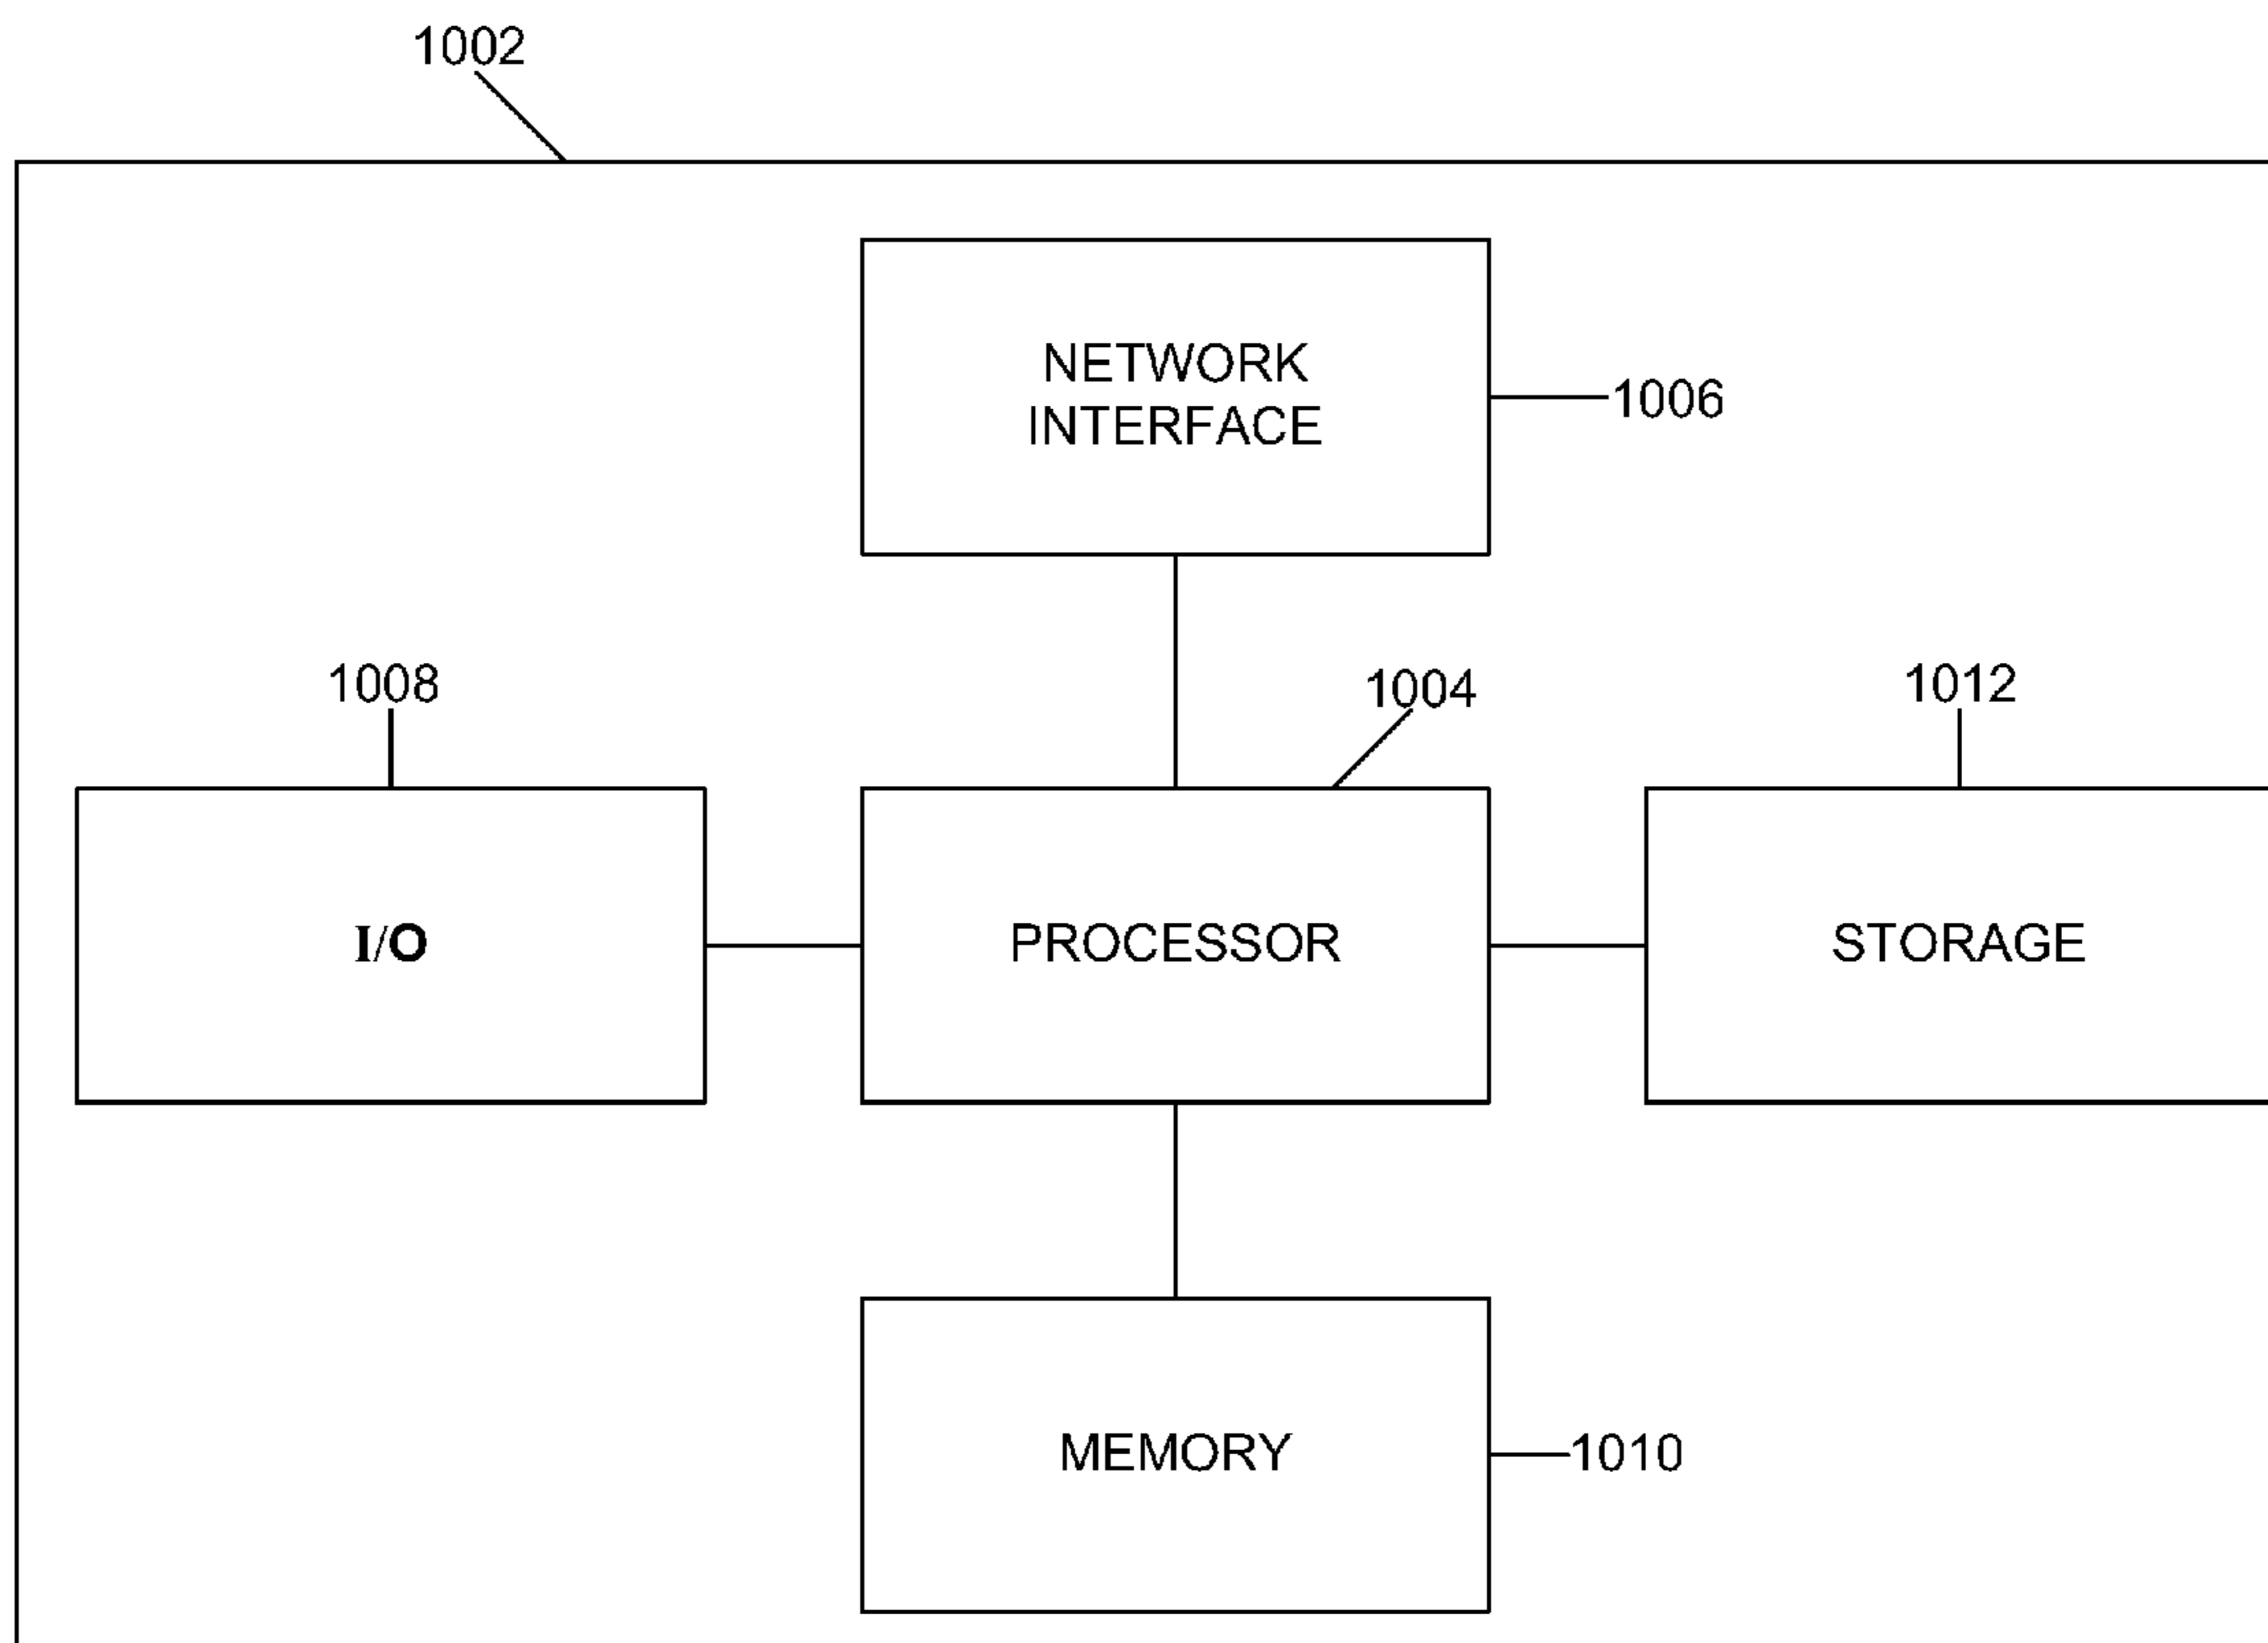 1002
NETWORK
INTERFACE
1006
1008
1004
1012
I/O
PROCESSOR
STORAGE
MEMORY
1010